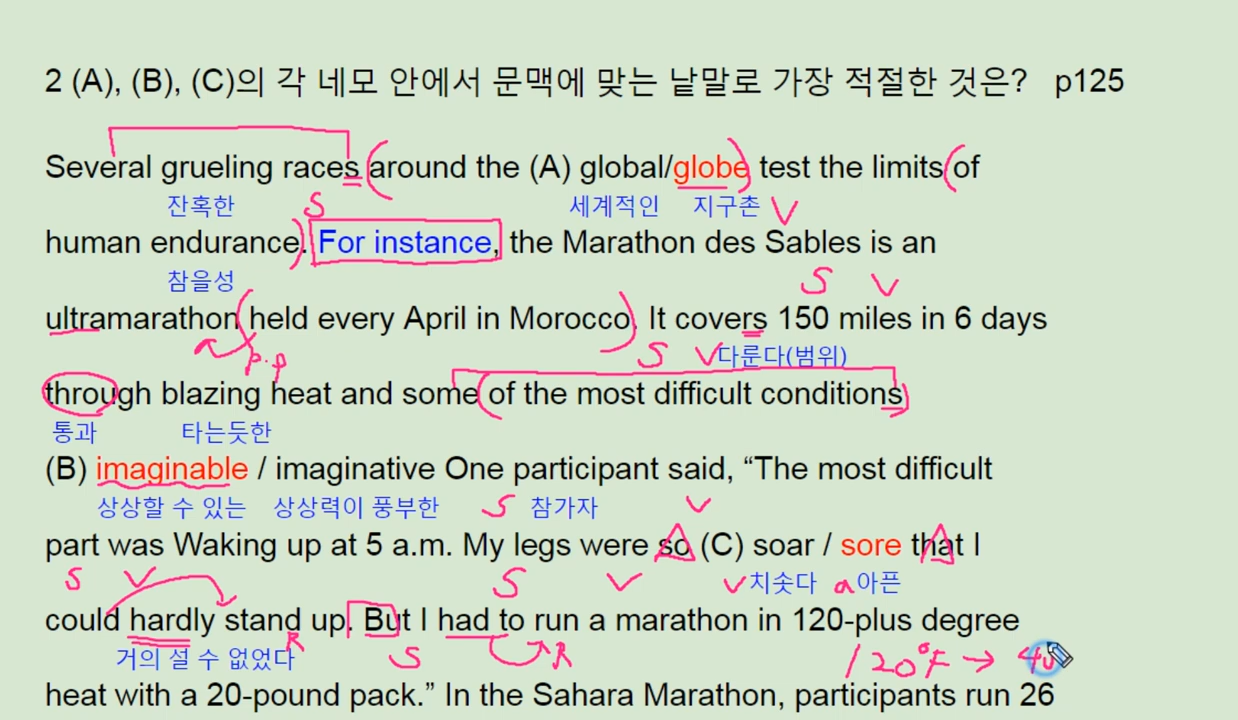 2 (A), (B), (C)의 각 네모 안에서 문맥에 맞는 낱말로 가장 적절한 것은? p125
Several grueling races around the (A) global/globe test the limits of
잔혹한 S 세계적인 지구촌 V
human endurance. For instance, the Marathon des Sables is an
참을성 S V
ultramarathon held every April in Morocco. It covers 150 miles in 6 days
a p.p S V 다룬다(범위)
through blazing heat and some of the most difficult conditions
통과 타는듯한
(B) imaginable / imaginative One participant said, “The most difficult
상상할 수 있는 상상력이 풍부한 S 참가자 V
part was Waking up at 5 a.m. My legs were so (C) soar / sore that I
S V S V V 치솟다 a 아픈
could hardly stand up. But I had to run a marathon in 120-plus degree
거의 설 수 없었다 R S R 120°F →
heat with a 20-pound pack.” In the Sahara Marathon, participants run 26